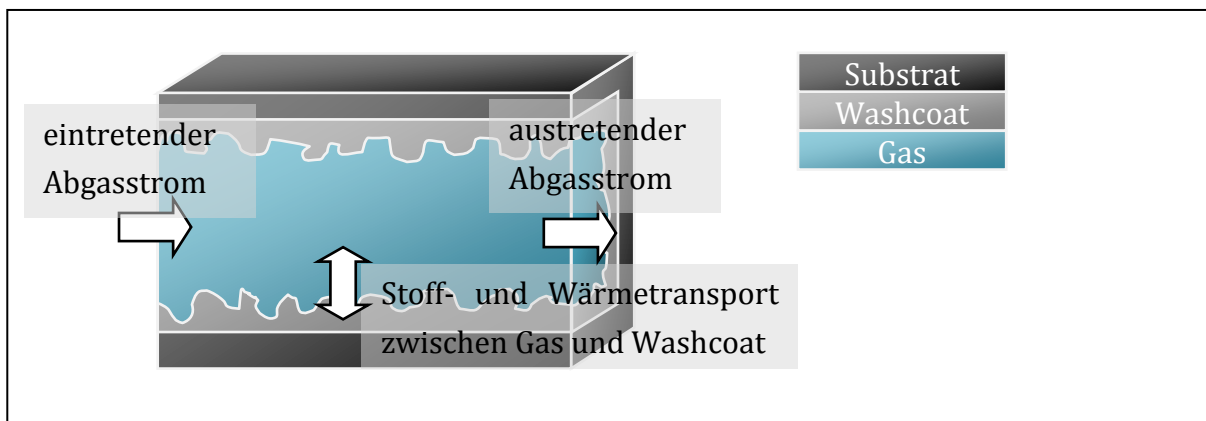 eintretender
Abgasstrom
austretender
Abgasstrom
Stoff- und Wärmetransport
zwischen Gas und Washcoat
Substrat
Washcoat
Gas